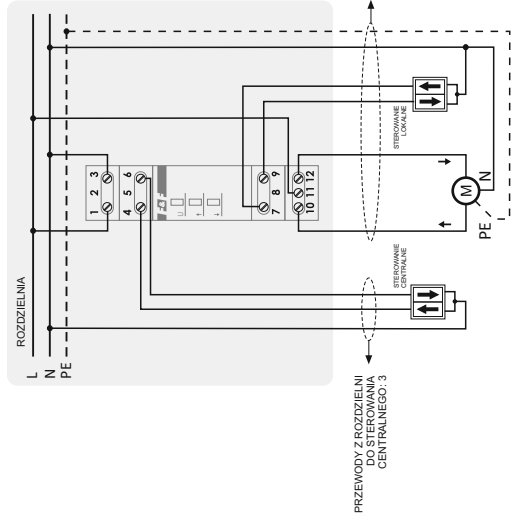 ROZDZIELNIA
L
N
PE
1 2 3
4 5 6
F&F
U
7 8 9
10 11 12
STEROWANIE
LOKALNE
STEROWANIE
CENTRALNE
M
N
PE
PRZEWODY Z ROZDZIELNI
DO STEROWANIA
CENTRALNEGO: 3